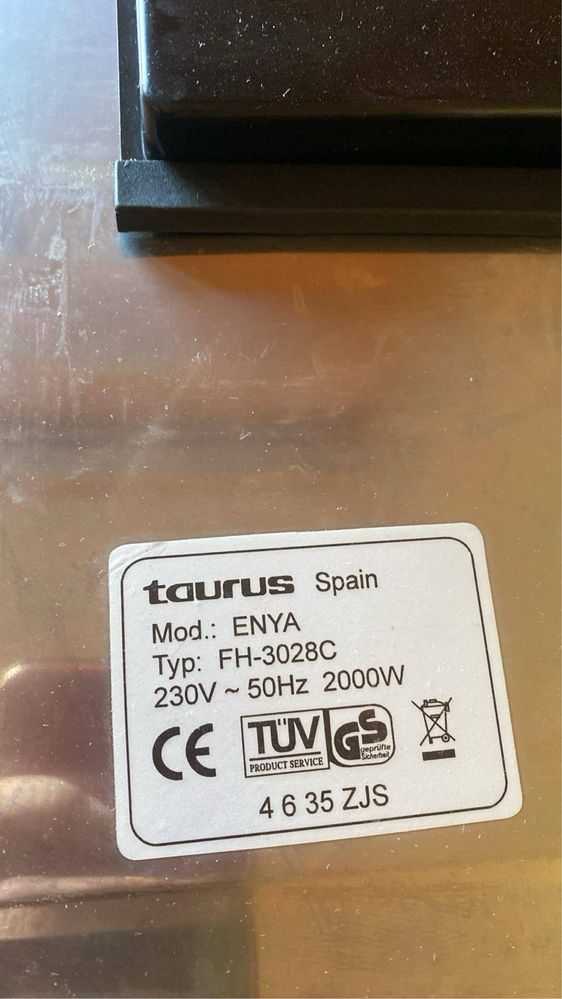 taurus Spain
Mod.: ENYA
Typ: FH-3028C
230V ~ 50Hz 2000W
CE TÜV PRODUCT SERVICE GS geprüfte Sicherheit
4 6 35 ZJS